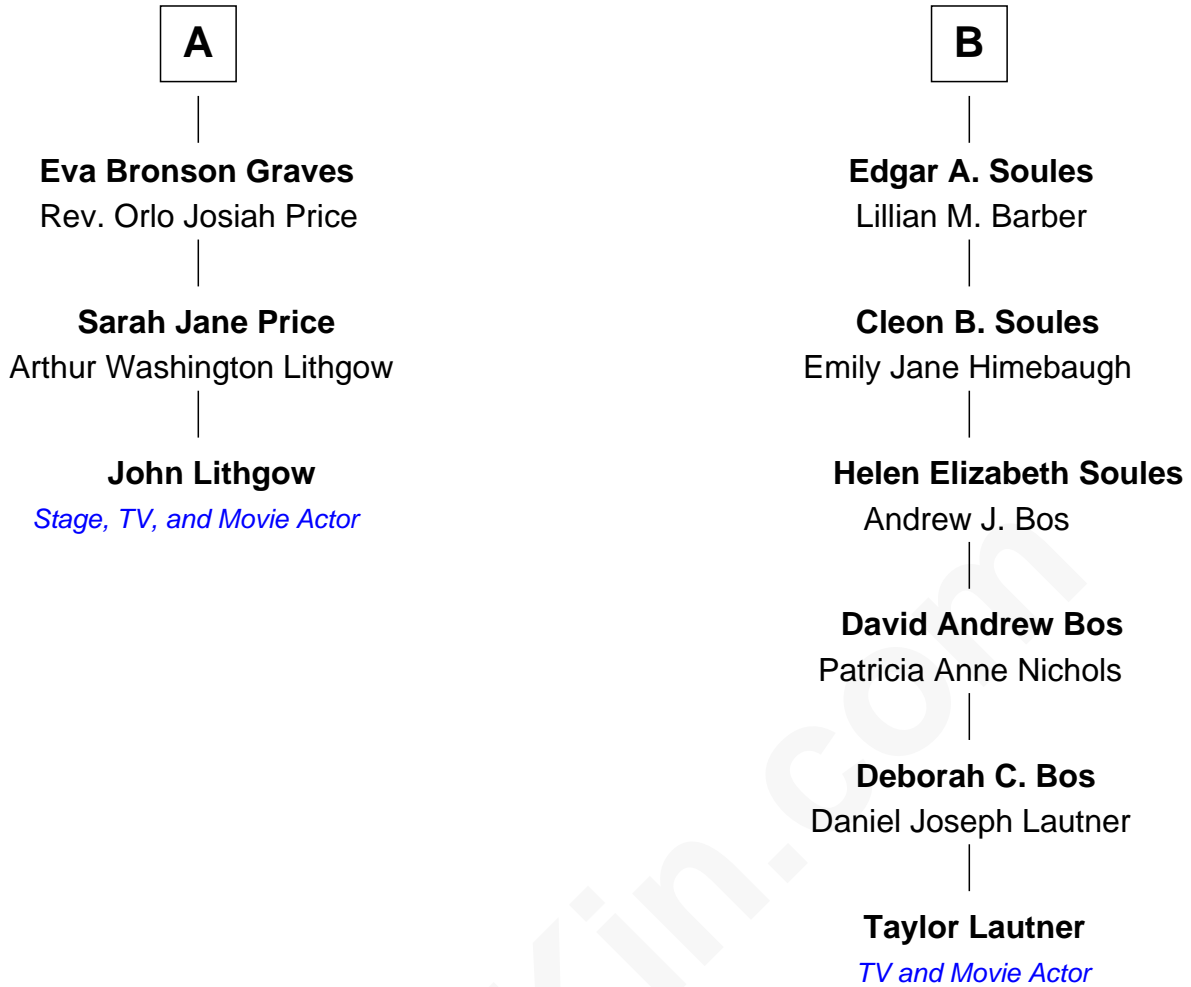 A
Eva Bronson Graves
Rev. Orlo Josiah Price
Sarah Jane Price
Arthur Washington Lithgow
John Lithgow
Stage, TV, and Movie Actor
B
Edgar A. Soules
Lillian M. Barber
Cleon B. Soules
Emily Jane Himebaugh
Helen Elizabeth Soules
Andrew J. Bos
David Andrew Bos
Patricia Anne Nichols
Deborah C. Bos
Daniel Joseph Lautner
Taylor Lautner
TV and Movie Actor
Kin.com